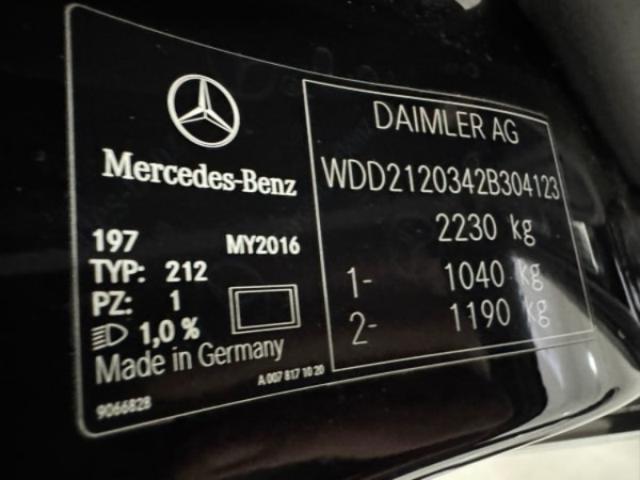 Mercedes-Benz
197 MY2016
TYP: 212
PZ: 1
1,0 %
Made in Germany
A 007 817 10 20
9066828
DAIMLER AG
WDD2120342B304123
2230 kg
1- 1040 kg
2- 1190 kg